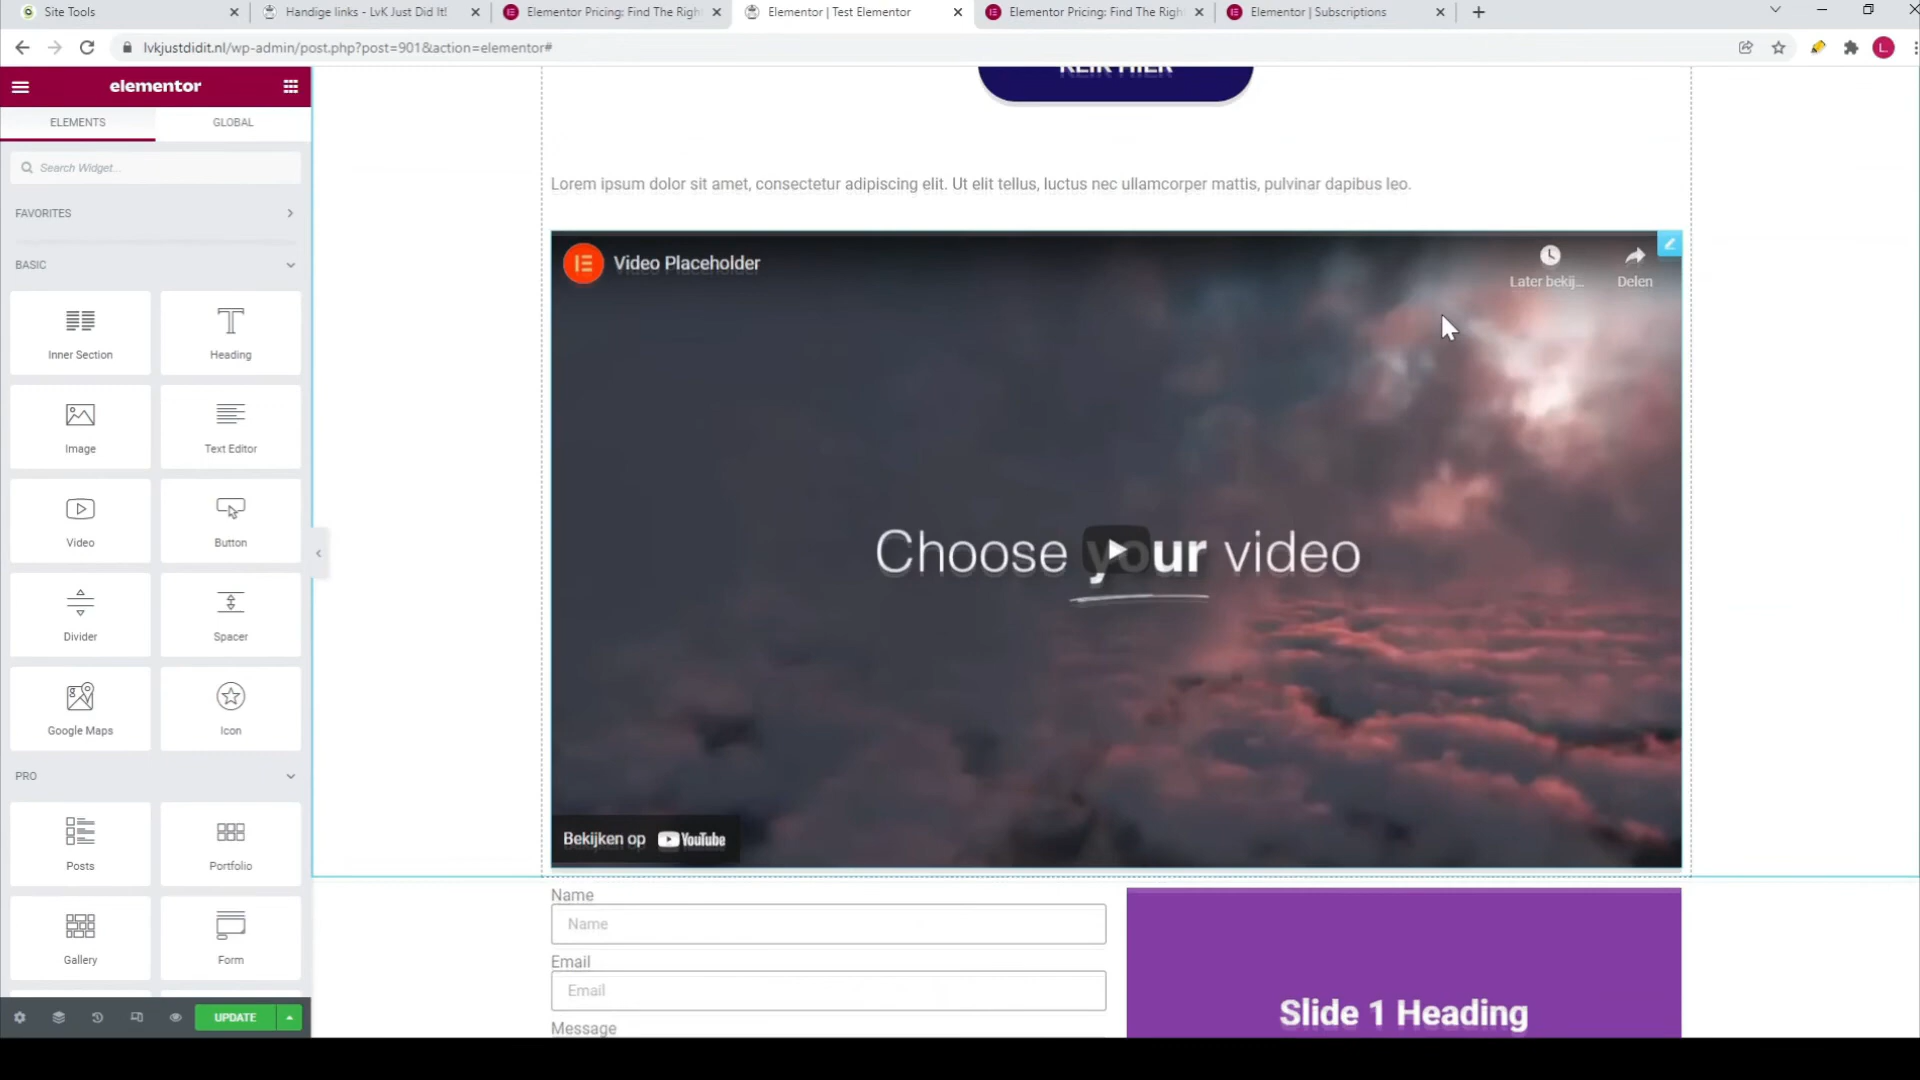 Site Tools
Handige links - LvK Just Did It!
Elementor Pricing: Find The Righ
Elementor | Test Elementor
Elementor Pricing: Find The Righ
Elementor | Subscriptions
lvkjustdidit.nl/wp-admin/post.php?post=901&action=elementor#
L
elementor
ELEMENTS
GLOBAL
Search Widget...
FAVORITES
BASIC
Inner Section
Heading
Image
Text Editor
Video
Button
Divider
Spacer
Google Maps
Icon
PRO
Posts
Portfolio
Gallery
Form
UPDATE
KLIK HIER
Lorem ipsum dolor sit amet, consectetur adipiscing elit. Ut elit tellus, luctus nec ullamcorper mattis, pulvinar dapibus leo.
Video Placeholder
Later bekij...
Delen
Choose your video
Bekijken op YouTube
Name
Name
Email
Email
Message
Slide 1 Heading